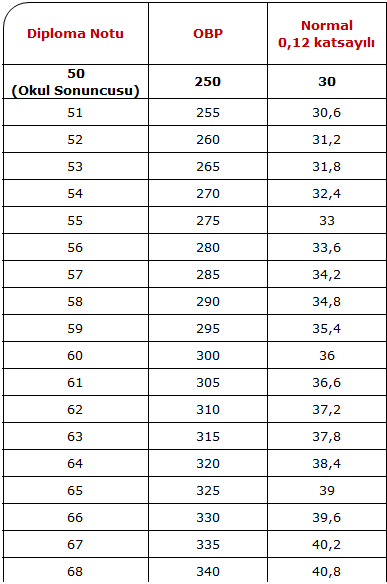 Diploma Notu OBP Normal
0,12 katsayılı
50
(Okul Sonuncusu) 250 30
51 255 30,6
52 260 31,2
53 265 31,8
54 270 32,4
55 275 33
56 280 33,6
57 285 34,2
58 290 34,8
59 295 35,4
60 300 36
61 305 36,6
62 310 37,2
63 315 37,8
64 320 38,4
65 325 39
66 330 39,6
67 335 40,2
68 340 40,8